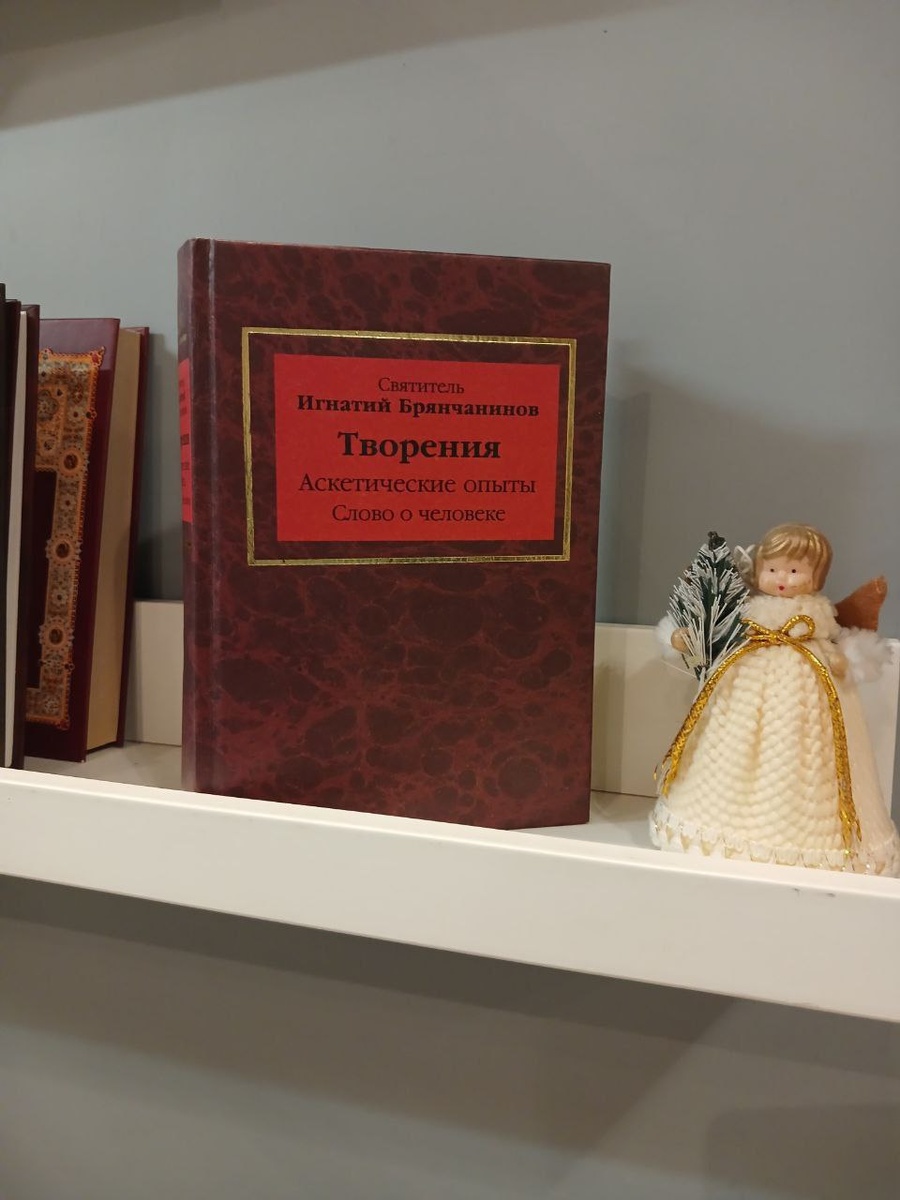 Святитель
Игнатий Брянчанинов
Творения
Аскетические опыты
Слово о человеке